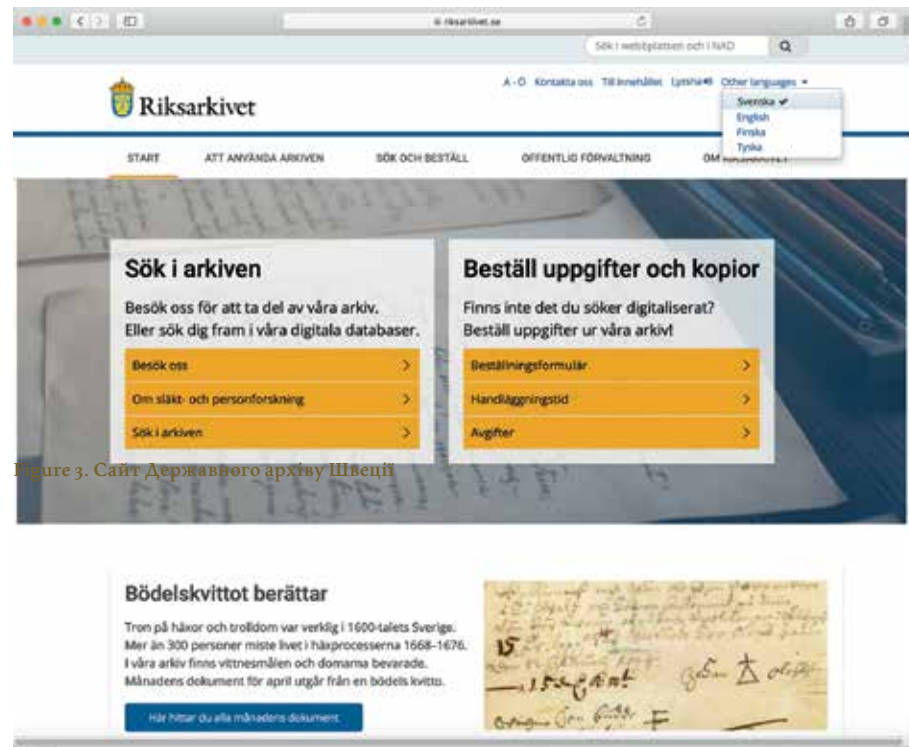 riksarkivet.se
Sök i webbplatsen och i NAD
A - Ö Kontakta oss Till innehållet Lyssna Other languages
Svenska ✔
English
Finska
Tyska
Riksarkivet
START ATT ANVÄNDA ARKIVEN SÖK OCH BESTÄLL OFFENTLIG FÖRVALTNING OM RIKSARKIVET
Sök i arkiven
Besök oss för att ta del av våra arkiv.
Eller sök dig fram i våra digitala databaser.
Besök oss
Om släkt- och personforskning
Sök i arkiven
Beställ uppgifter och kopior
Finns inte det du söker digitaliserat?
Beställ uppgifter ur våra arkiv!
Beställningsformulär
Handläggningstid
Avgifter
Figure 3. Сайт Державного архіву Швеції
Bödelskvittot berättar
Tron på häxor och trolldom var verklig i 1600-talets Sverige.
Mer än 300 personer miste livet i häxprocesserna 1668–1676.
I våra arkiv finns vittnesmålen och domarna bevarade.
Månadens dokument för april utgår från en bödels kvitto.
Här hittar du alla månadens dokument
15